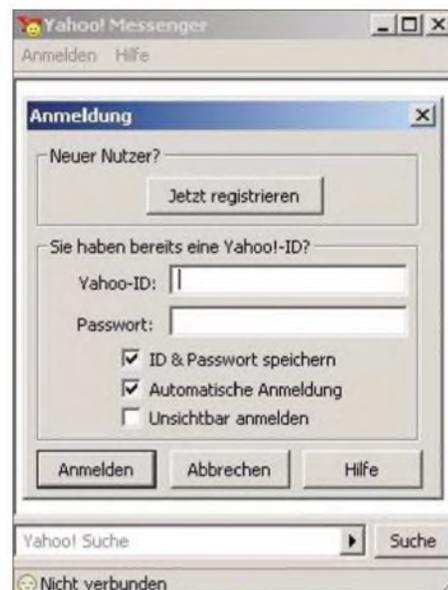 Yahoo! Messenger
Anmelden Hilfe
Anmeldung
Neuer Nutzer?
Jetzt registrieren
Sie haben bereits eine Yahoo!-ID?
Yahoo-ID:
Passwort:
ID & Passwort speichern
Automatische Anmeldung
Unsichtbar anmelden
Anmelden Abbrechen Hilfe
Yahoo! Suche Suche
Nicht verbunden